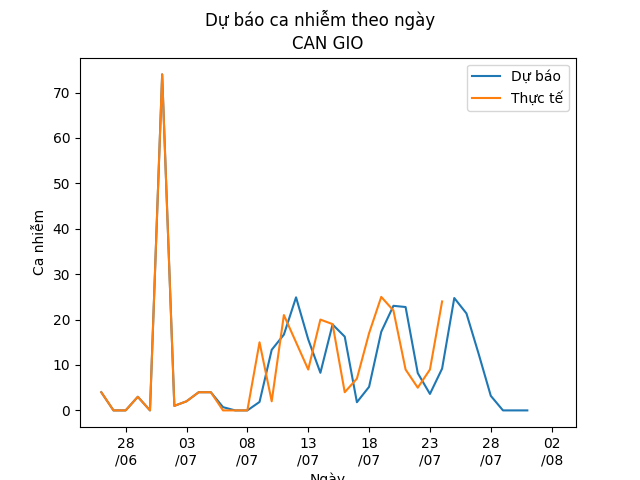 Dự báo ca nhiễm theo ngày
CAN GIO
Dự báo
Thực tế
Ca nhiễm
70
60
50
40
30
20
10
0
28 03 08 13 18 23 28 02
/06 /07 /07 /07 /07 /07 /07 /08
Ngày